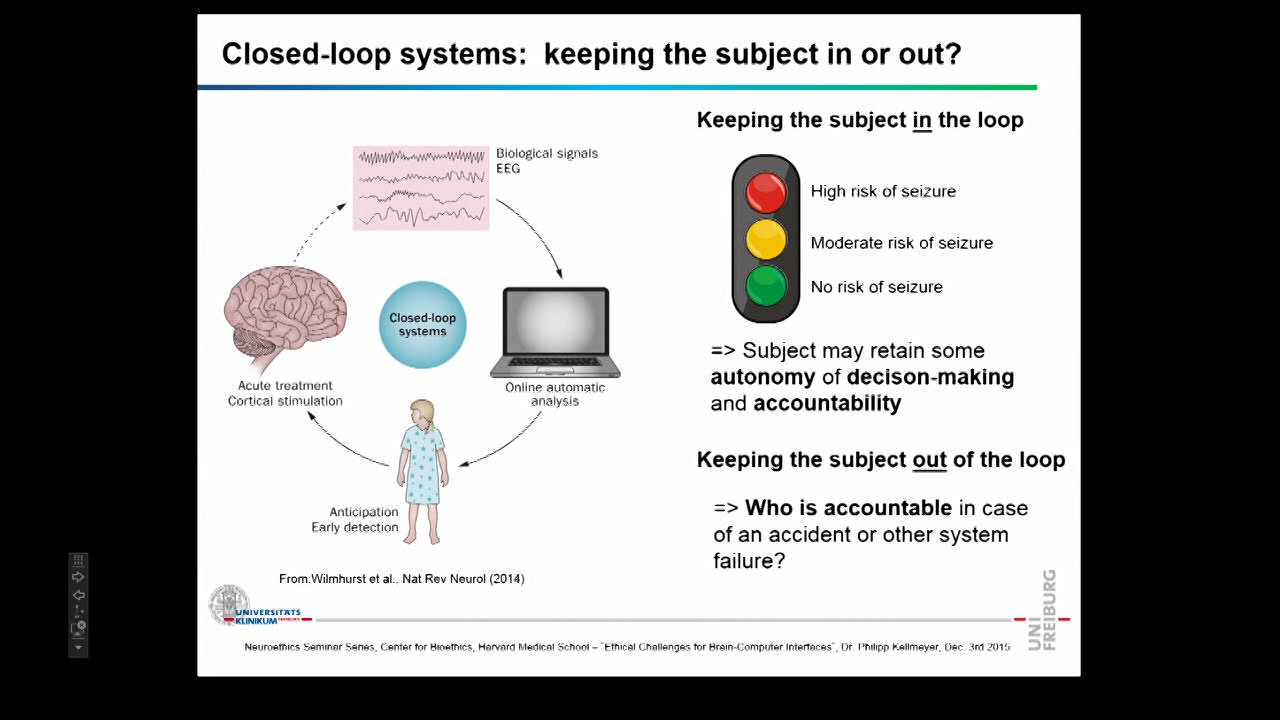 Closed-loop systems:  keeping the subject in or out?
Biological signals
EEG
Closed-loop
systems
Online automatic
analysis
Acute treatment
Cortical stimulation
Anticipation
Early detection
From:Wilmhurst et al.. Nat Rev Neurol (2014)
Keeping the subject in the loop
High risk of seizure
Moderate risk of seizure
No risk of seizure
=> Subject may retain some
autonomy of decison-making
and accountability
Keeping the subject out of the loop
=> Who is accountable in case
of an accident or other system
failure?
UNIVERSITÄTS
KLINIKUM
UNI
FREIBURG
Neuroethics Seminar Series, Center for Bioethics, Harvard Medical School – "Ethical Challenges for Brain-Computer Interfaces", Dr. Philipp Kellmeyer, Dec. 3rd 2015